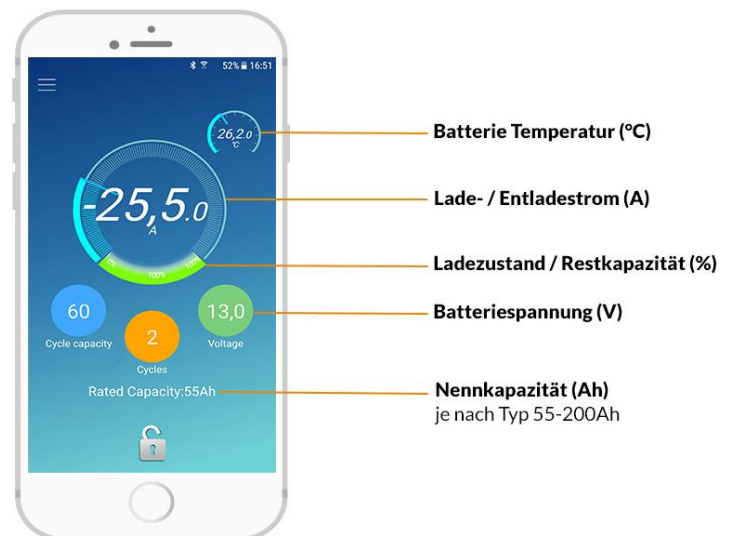 52% 16:51
26,2.0
°C
Batterie Temperatur (°C)
-25,5.0
A
Lade- / Entladestrom (A)
0% 100% 100%
Ladezustand / Restkapazität (%)
60
Cycle capacity
2
Cycles
13,0
Voltage
Batteriespannung (V)
Rated Capacity:55Ah
Nennkapazität (Ah)
je nach Typ 55-200Ah